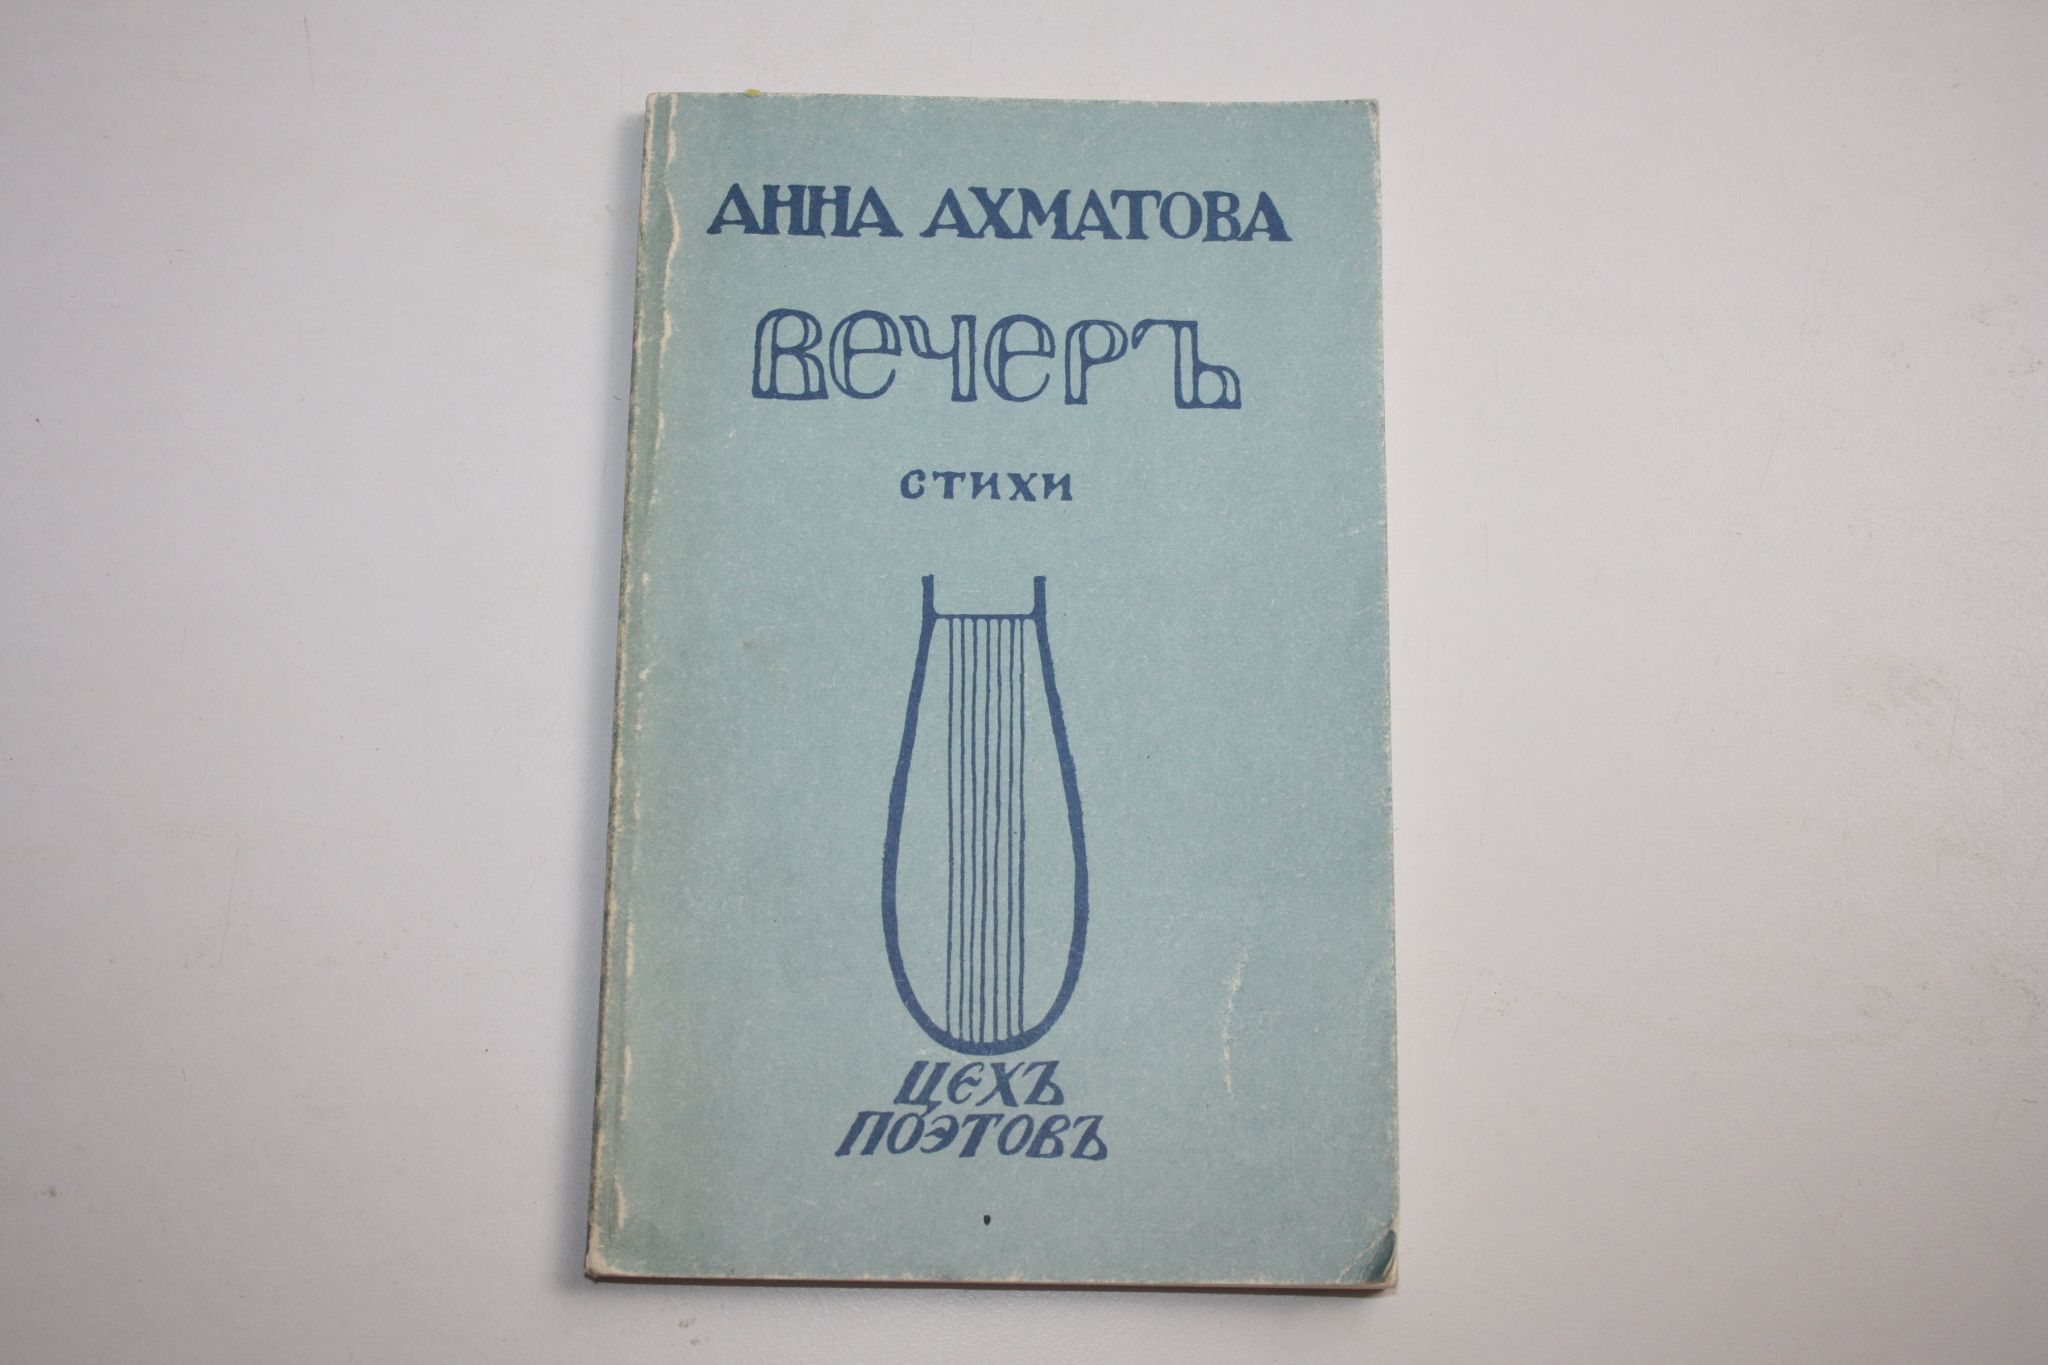 АННА АХМАТОВА
ВЕЧЕРЪ
СТИХИ
ЦЕХЪ
ПОЭТОВЪ